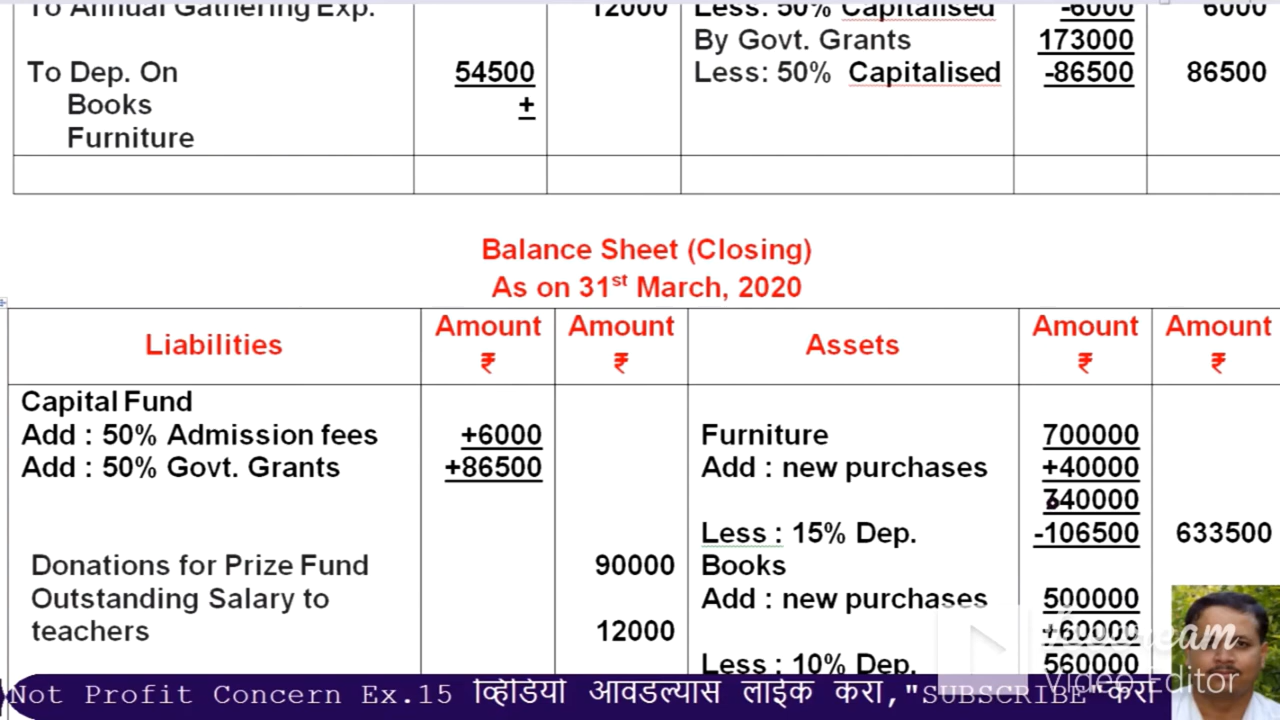 To Annual Gathering Exp. 12000 Less: 50% Capitalised -6000 6000
By Govt. Grants 173000
To Dep. On 54500 Less: 50% Capitalised -86500 86500
Books +
Furniture
Balance Sheet (Closing)
As on 31st March, 2020
Liabilities Amount ₹ Amount ₹ Assets Amount ₹ Amount ₹
Capital Fund
Add : 50% Admission fees +6000 Furniture 700000
Add : 50% Govt. Grants +86500 Add : new purchases +40000
740000
Less : 15% Dep. -106500 633500
Donations for Prize Fund 90000 Books
Outstanding Salary to Add : new purchases 500000
teachers 12000 +60000
Less : 10% Dep. 560000
Video Editor
Not Profit Concern Ex.15 व्हिडियो आवडल्यास लाईक करा,"SUBSCRIBE"करा